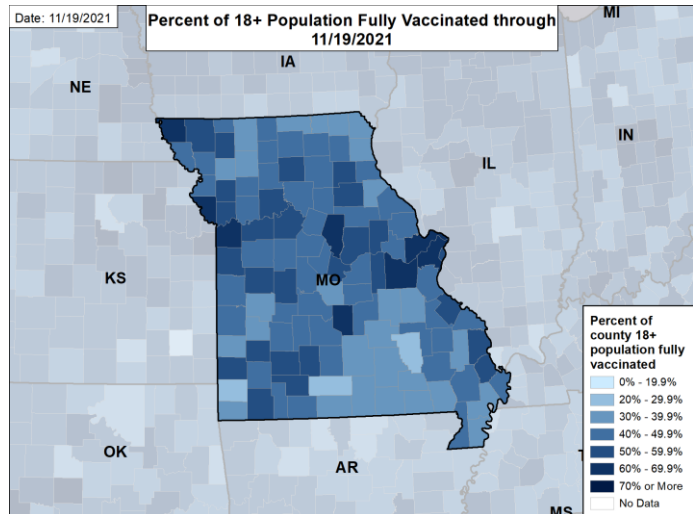 Date: 11/19/2021
Percent of 18+ Population Fully Vaccinated through
11/19/2021
MI
IA
NE
IN
IL
KS
MO
OK
AR
MS
Percent of
county 18+
population fully
vaccinated
0% - 19.9%
20% - 29.9%
30% - 39.9%
40% - 49.9%
50% - 59.9%
60% - 69.9%
70% or More
No Data